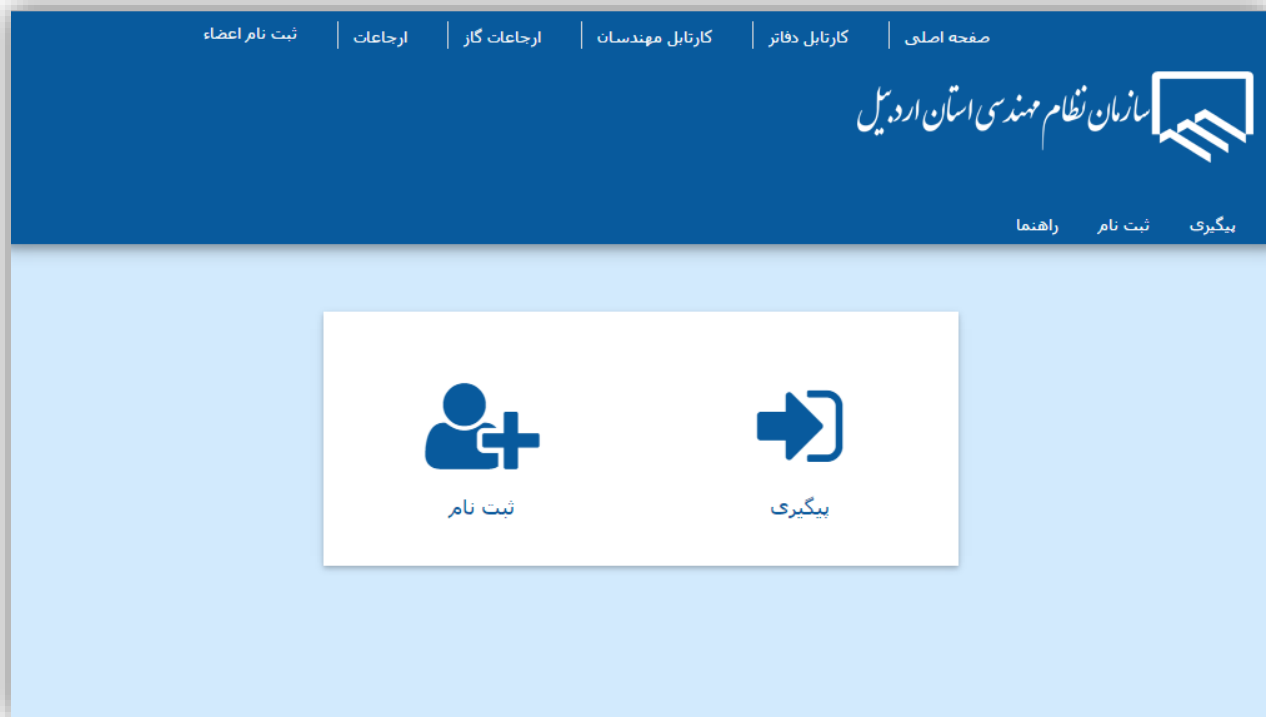 صفحه اصلی | کارتابل دفاتر | کارتابل مهندسان | ارجاعات گاز | ارجاعات | ثبت نام اعضاء
سازمان نظام مهندسی استان اردبیل
پیگیری ثبت نام راهنما
پیگیری ثبت نام